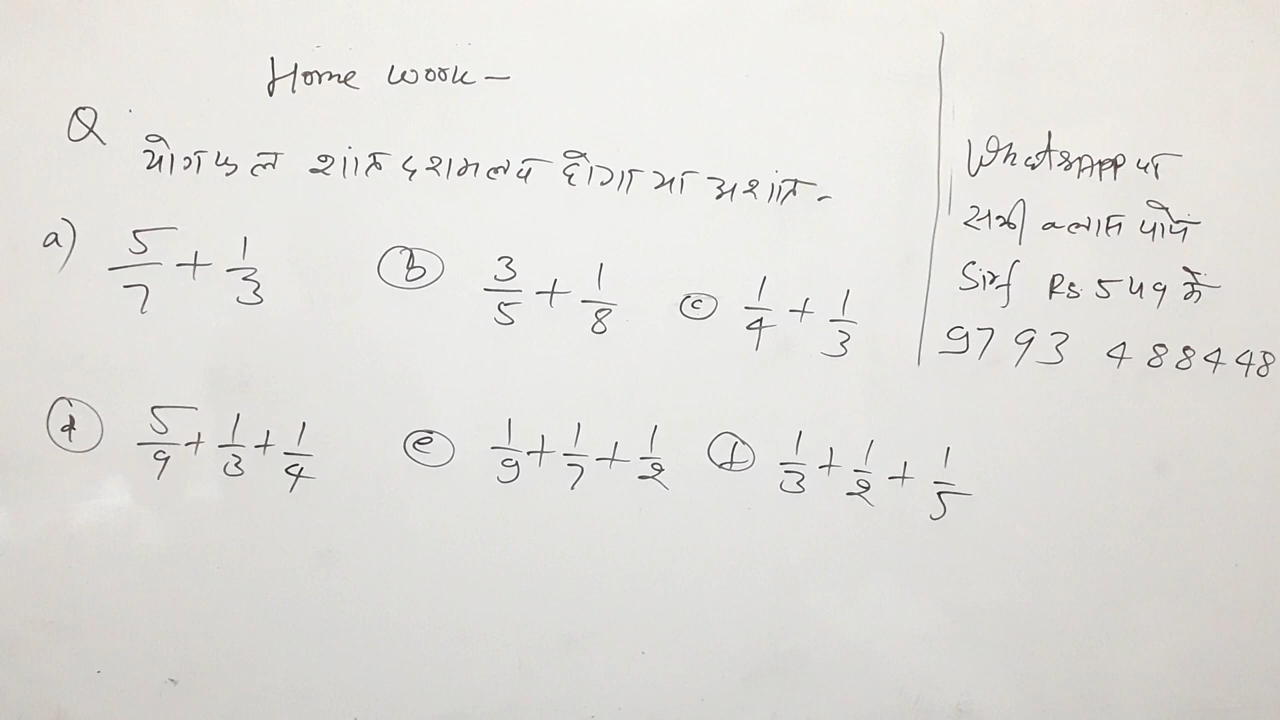 Home work -
Q
योगफल शांत दशमलव होगा या अशांत -
a) 5/7 + 1/3 (b) 3/5 + 1/8 (c) 1/4 + 1/3
(d) 5/9 + 1/3 + 1/4 (e) 1/9 + 1/7 + 1/2 (f) 1/3 + 1/2 + 1/5
WhatsApp पर
सभी क्लास पाये
Sirf Rs 549 में
9793 488448